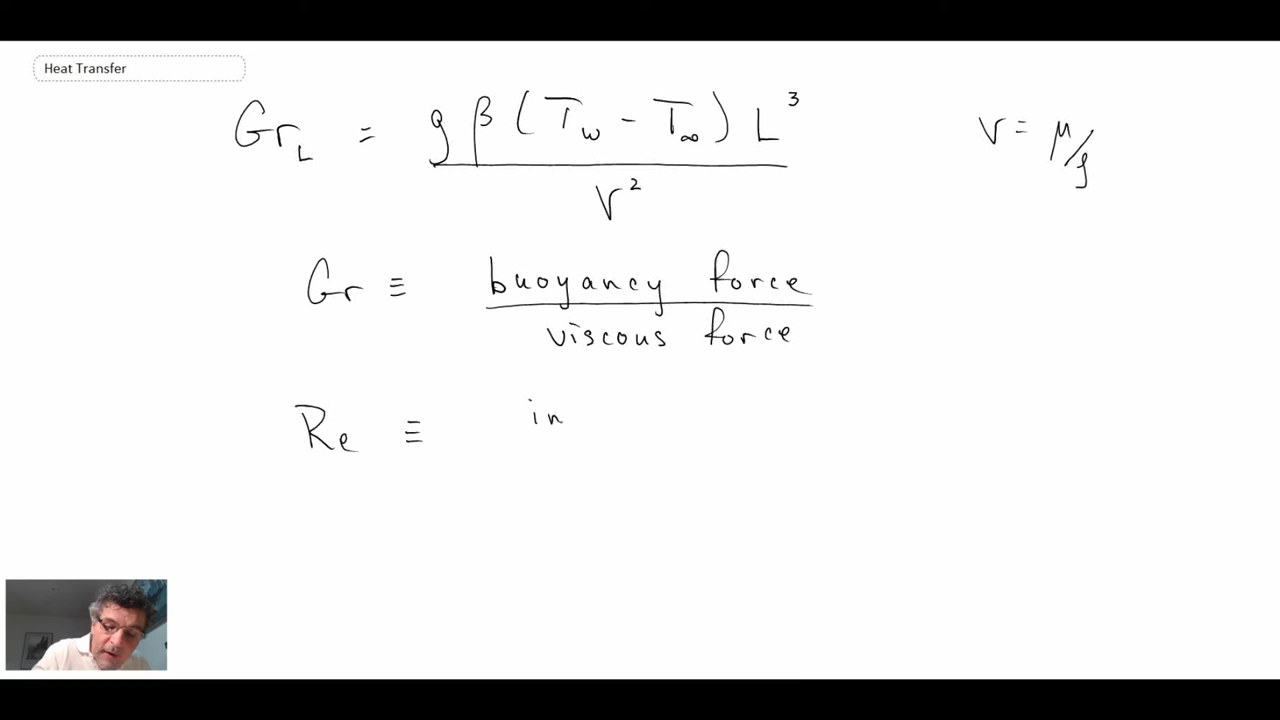 Heat Transfer
Gr_L = gβ(T_w - T_∞)L³ / ν²
ν = μ/ρ
Gr ≡ buoyancy force / viscous force
Re ≡ in